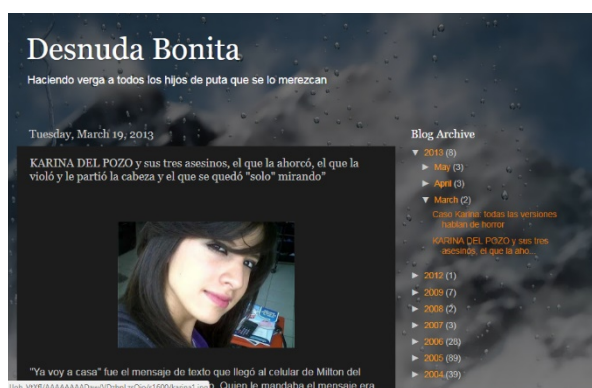 Desnuda Bonita
Haciendo verga a todos los hijos de puta que se lo merezcan
Tuesday, March 19, 2013
KARINA DEL POZO y sus tres asesinos, el que la ahorcó, el que la
violó y le partió la cabeza y el que se quedó "solo" mirando"
"Ya voy a casa" fue el mensaje de texto que llegó al celular de Milton del
Quien le mandaba el mensaje era
Blog Archive
▼ 2013 (8)
► May (3)
► April (3)
▼ March (2)
Caso Karina: todas las versiones
hablan de horror
KARINA DEL POZO y sus tres
asesinos, el que la aho...
► 2012 (1)
► 2009 (7)
► 2008 (2)
► 2007 (3)
► 2006 (28)
► 2005 (89)
► 2004 (39)